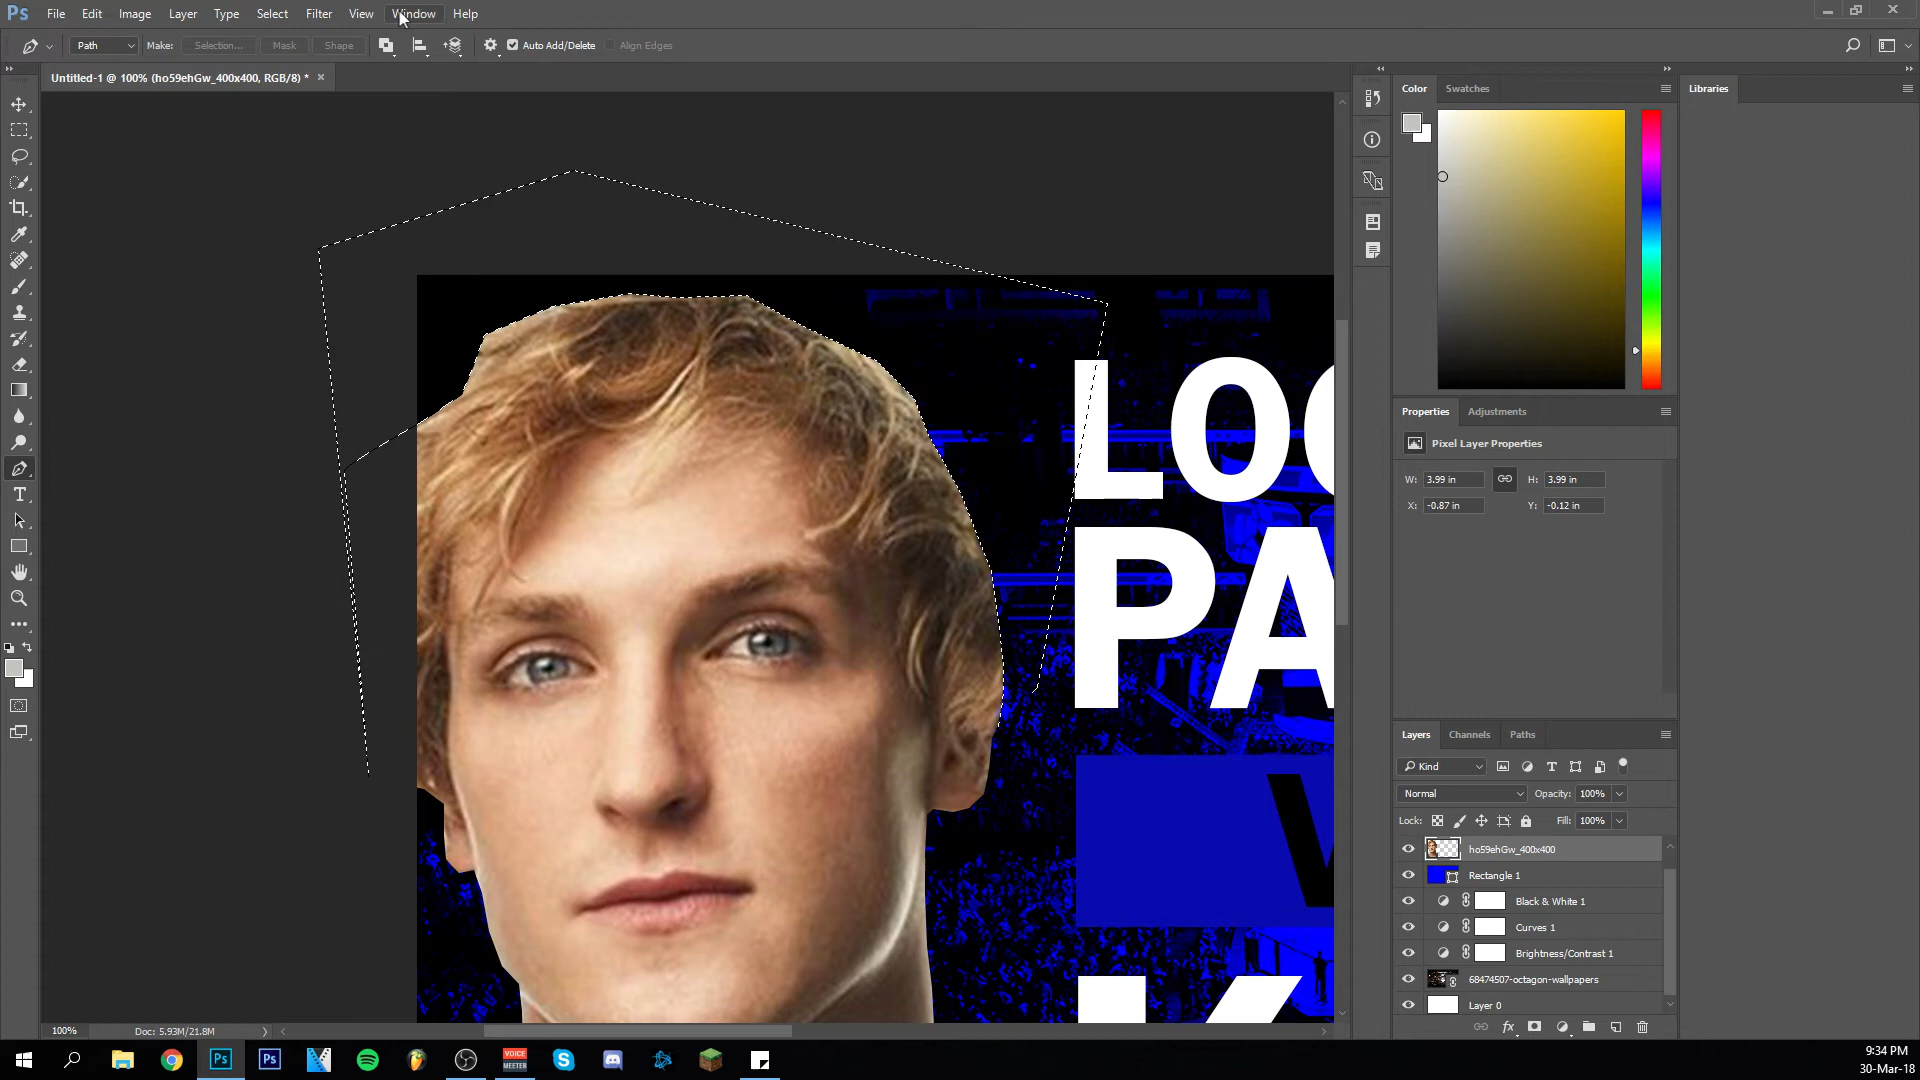 Ps File Edit Image Layer Type Select Filter View Window Help
Path Make: Selection... Mask Shape Auto Add/Delete Align Edges
Untitled-1 @ 100% (ho59ehGw_400x400, RGB/8) * ×
Color Swatches
Libraries
LO
PA
Properties Adjustments
Pixel Layer Properties
W: 3.99 in H: 3.99 in
X: -0.87 in Y: -0.12 in
Layers Channels Paths
Kind
Normal Opacity: 100%
Lock: Fill: 100%
ho59ehGw_400x400
Rectangle 1
Black & White 1
Curves 1
Brightness/Contrast 1
68474507-octagon-wallpapers
Layer 0
fx
100% Doc: 5.93M/21.8M
Ps Ps VOICE MEETER
9:34 PM
30-Mar-18